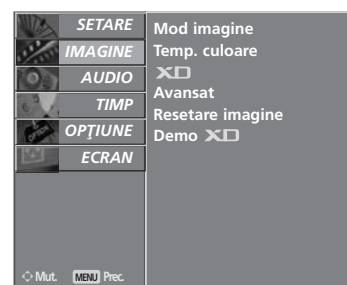 SETARE
IMAGINE
AUDIO
TIMP
OPŢIUNE
ECRAN
Mod imagine
Temp. culoare
XD
Avansat
Resetare imagine
Demo XD
Mut. MENU Prec.